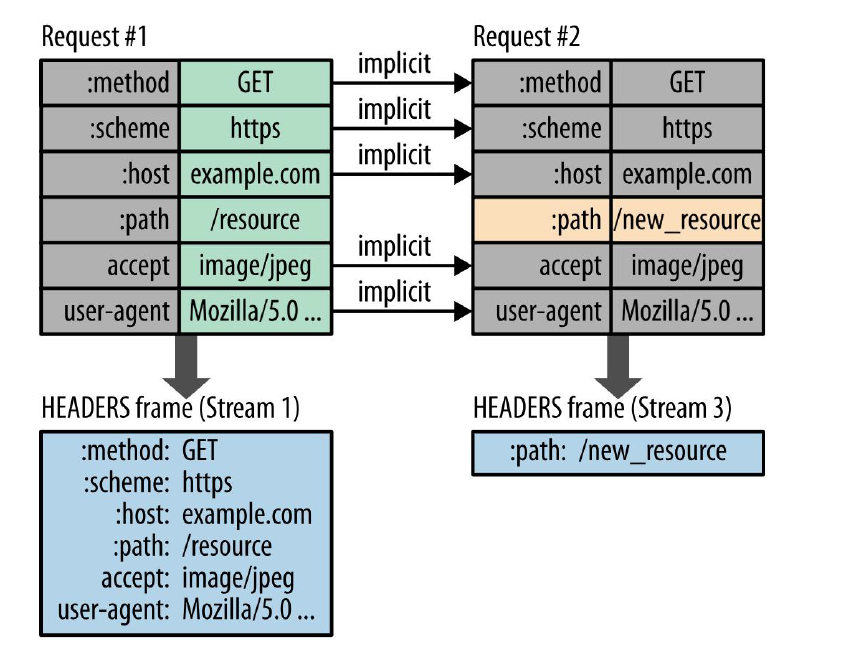 Request #1
:method GET
:scheme https
:host example.com
:path /resource
accept image/jpeg
user-agent Mozilla/5.0 ...
implicit
implicit
implicit
implicit
implicit
Request #2
:method GET
:scheme https
:host example.com
:path /new_resource
accept image/jpeg
user-agent Mozilla/5.0 ...
HEADERS frame (Stream 1)
:method: GET
:scheme: https
:host: example.com
:path: /resource
accept: image/jpeg
user-agent: Mozilla/5.0 ...
HEADERS frame (Stream 3)
:path: /new_resource